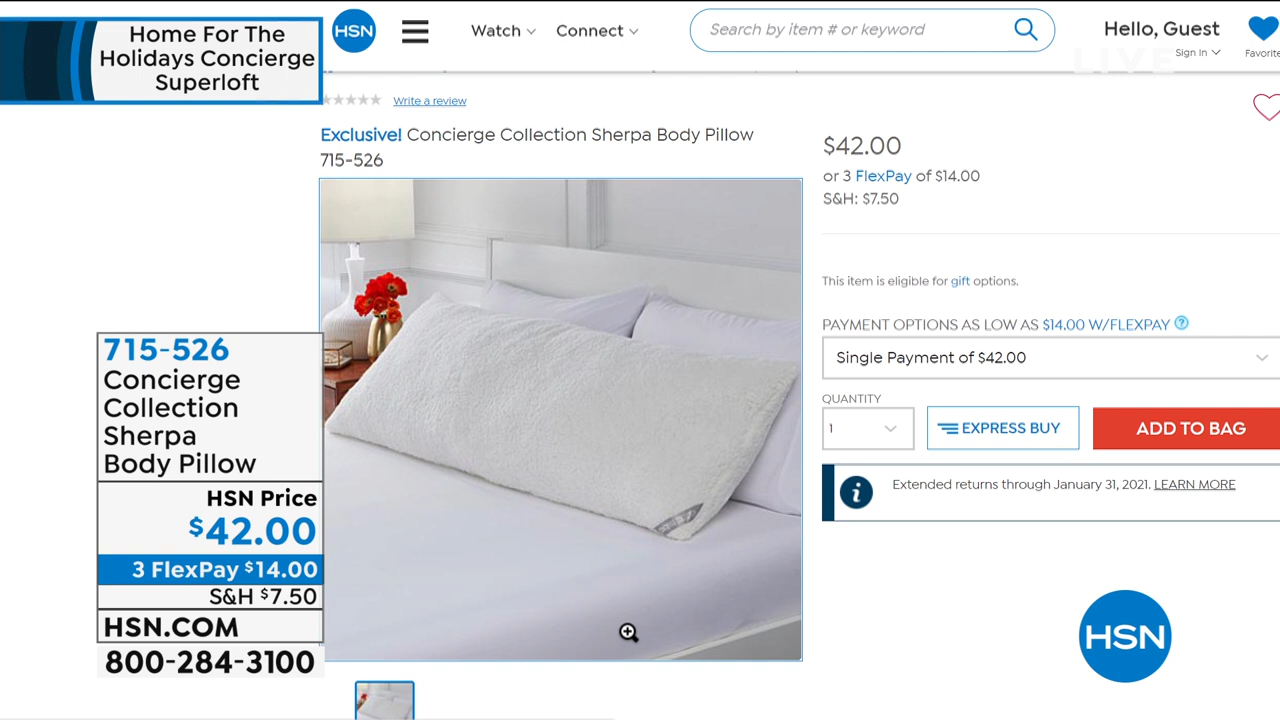 Home For The
Holidays Concierge
Superloft
HSN
Watch
Connect
Search by item # or keyword
Hello, Guest
Sign In
Favorite
LIVE
Write a review
Exclusive! Concierge Collection Sherpa Body Pillow
715-526
$42.00
or 3 FlexPay of $14.00
S&H: $7.50
This item is eligible for gift options.
PAYMENT OPTIONS AS LOW AS $14.00 W/FLEXPAY ?
Single Payment of $42.00
QUANTITY
1
EXPRESS BUY
ADD TO BAG
i
Extended returns through January 31, 2021. LEARN MORE
715-526
Concierge
Collection
Sherpa
Body Pillow
HSN Price
$42.00
3 FlexPay $14.00
S&H $7.50
HSN.COM
800-284-3100
HSN